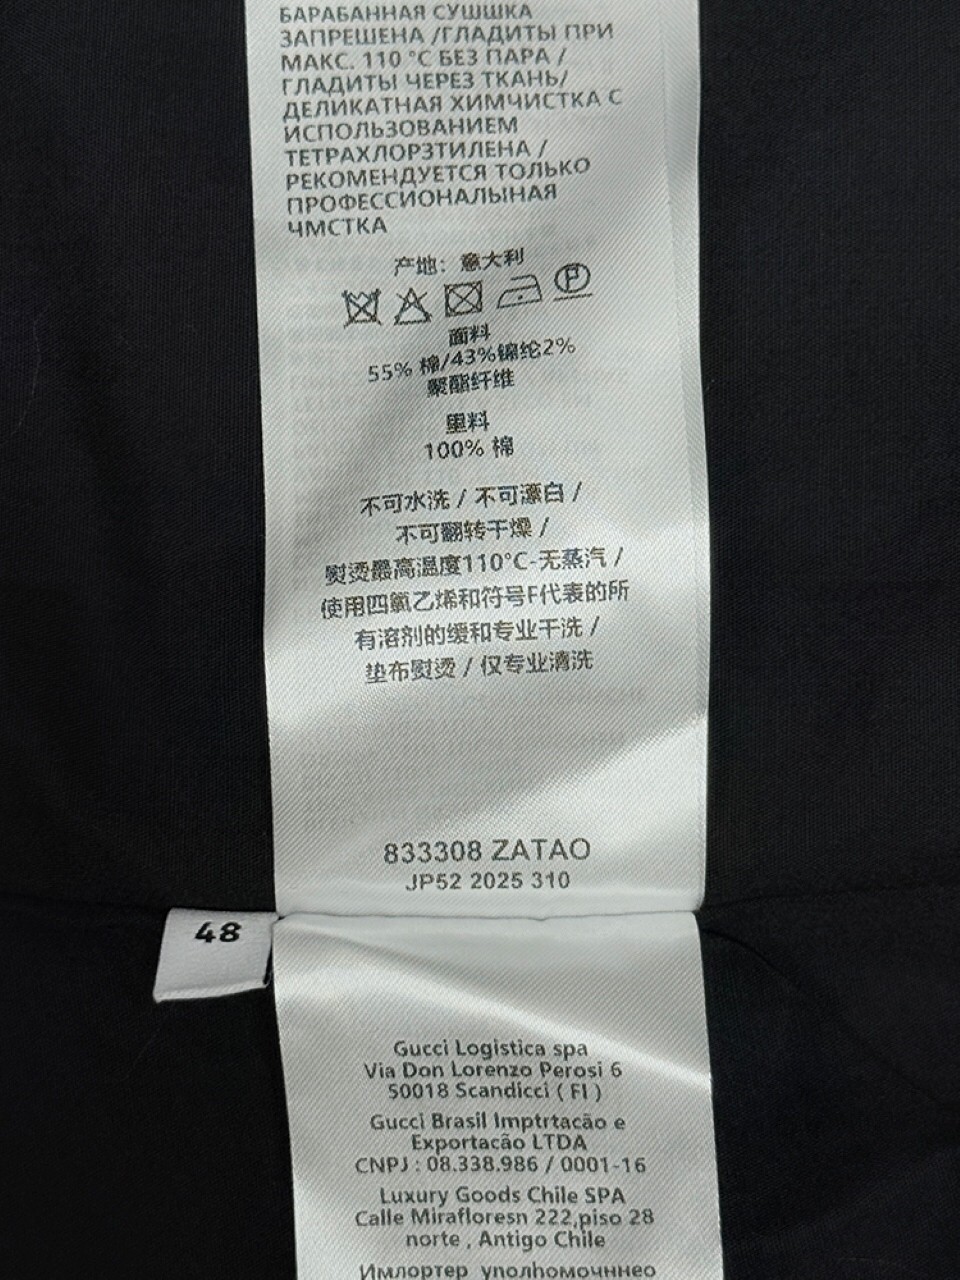 БАРАБАННАЯ СУШШКА
ЗАПРЕШЕНА /ГЛАДИТЫ ПРИ
МАКС. 110 °С БЕЗ ПАРА /
ГЛАДИТЫ ЧЕРЕЗ ТКАНЬ/
ДЕЛИКАТНАЯ ХИМЧИСТКА С
ИСПОЛЬЗОВАНИЕМ
ТЕТРАХЛОРЗТИЛЕНА /
РЕКОМЕНДУЕТСЯ ТОЛЬКО
ПРОФЕССИОНАЛЫНАЯ
ЧМСТКА
产地：意大利
P
面料
55% 棉/43%锦纶2%
聚酯纤维
里料
100% 棉
不可水洗 / 不可漂白 /
不可翻转干燥 /
熨烫最高温度110°C-无蒸汽 /
使用四氯乙烯和符号F代表的所
有溶剂的缓和专业干洗 /
垫布熨烫 / 仅专业清洗
833308 ZATAO
JP52 2025 310
48
Gucci Logistica spa
Via Don Lorenzo Perosi 6
50018 Scandicci ( FI )
Gucci Brasil Imptrtacão e
Exportacão LTDA
CNPJ : 08.338.986 / 0001-16
Luxury Goods Chile SPA
Calle Mirafloresn 222,piso 28
norte , Antigo Chile
Имлортер уполhомочннео